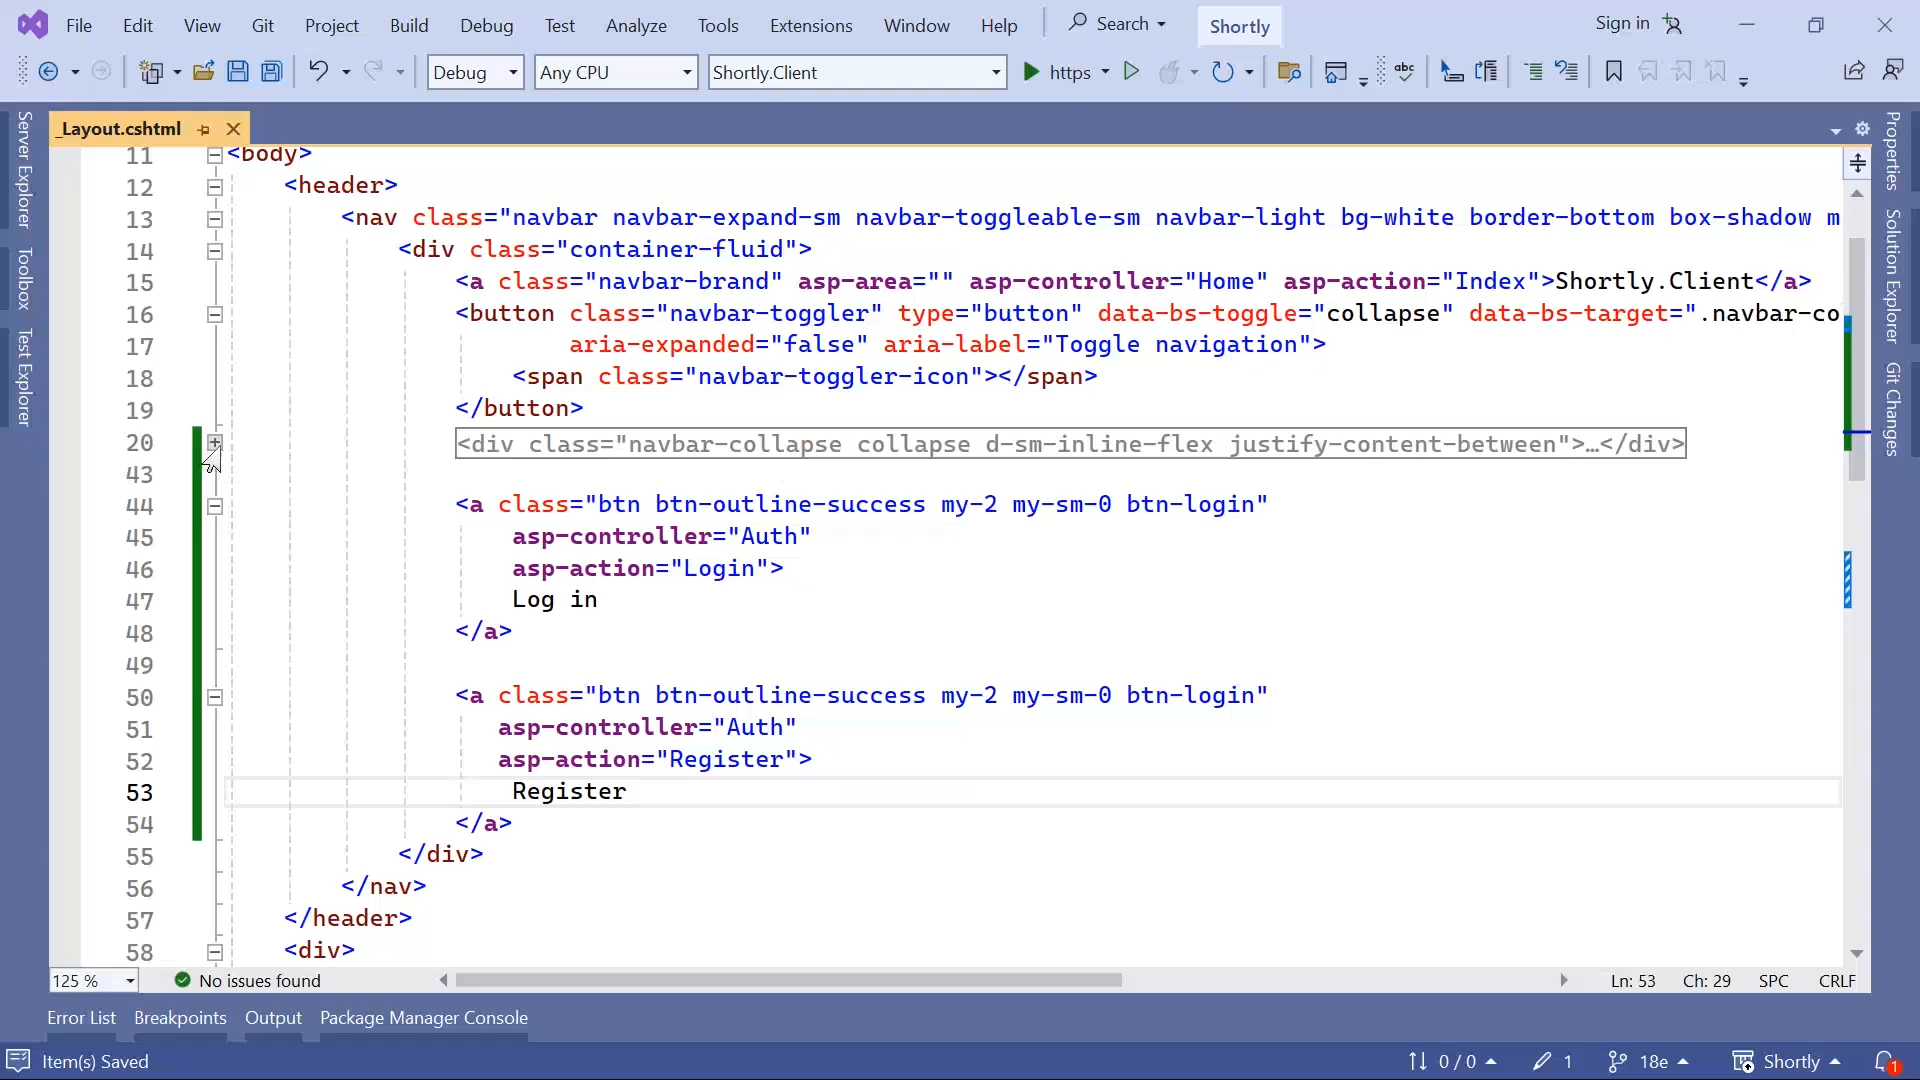 File Edit View Git Project Build Debug Test Analyze Tools Extensions Window Help Search Shortly Sign in
Debug Any CPU Shortly.Client https abc
Server Explorer
Toolbox
Test Explorer
_Layout.cshtml
11 <body>
12 <header>
13 <nav class="navbar navbar-expand-sm navbar-toggleable-sm navbar-light bg-white border-bottom box-shadow m
14 <div class="container-fluid">
15 <a class="navbar-brand" asp-area="" asp-controller="Home" asp-action="Index">Shortly.Client</a>
16 <button class="navbar-toggler" type="button" data-bs-toggle="collapse" data-bs-target=".navbar-co
17 aria-expanded="false" aria-label="Toggle navigation">
18 <span class="navbar-toggler-icon"></span>
19 </button>
20 <div class="navbar-collapse collapse d-sm-inline-flex justify-content-between">…</div>
43
44 <a class="btn btn-outline-success my-2 my-sm-0 btn-login"
45 asp-controller="Auth"
46 asp-action="Login">
47 Log in
48 </a>
49
50 <a class="btn btn-outline-success my-2 my-sm-0 btn-login"
51 asp-controller="Auth"
52 asp-action="Register">
53 Register
54 </a>
55 </div>
56 </nav>
57 </header>
58 <div>
Properties
Solution Explorer
Git Changes
125 % No issues found Ln: 53 Ch: 29 SPC CRLF
Error List Breakpoints Output Package Manager Console
Item(s) Saved 0 / 0 1 18e Shortly 1